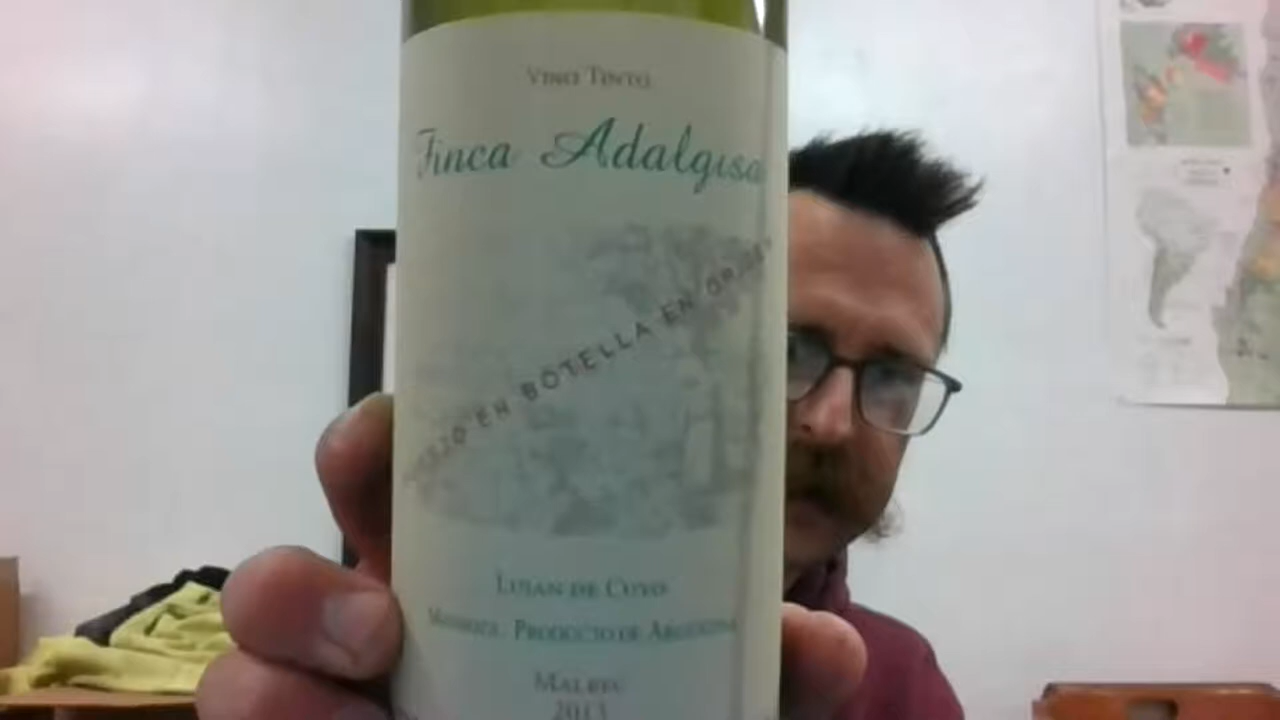 Vino Tinto
Finca Adalgisa
EN BOTELLA EN ORIGEN
Lujan de Cuyo
Mendoza. Producto de Argentina
Malbec
2013